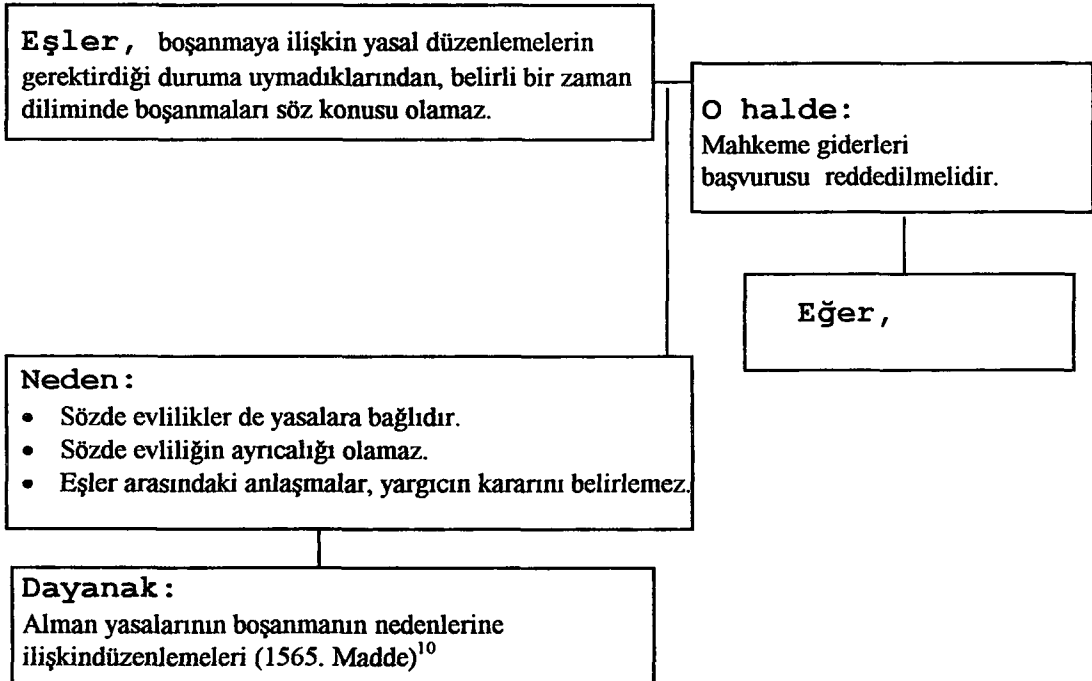 Eşler, boşanmaya ilişkin yasal düzenlemelerin
gerektirdiği duruma uymadıklarından, belirli bir zaman
diliminde boşanmaları söz konusu olamaz.
O halde:
Mahkeme giderleri
başvurusu reddedilmelidir.
Eğer,
Neden:
• Sözde evlilikler de yasalara bağlıdır.
• Sözde evliliğin ayrıcalığı olamaz.
• Eşler arasındaki anlaşmalar, yargıcın kararını belirlemez.
Dayanak:
Alman yasalarının boşanmanın nedenlerine
ilişkindüzenlemeleri (1565. Madde)¹⁰